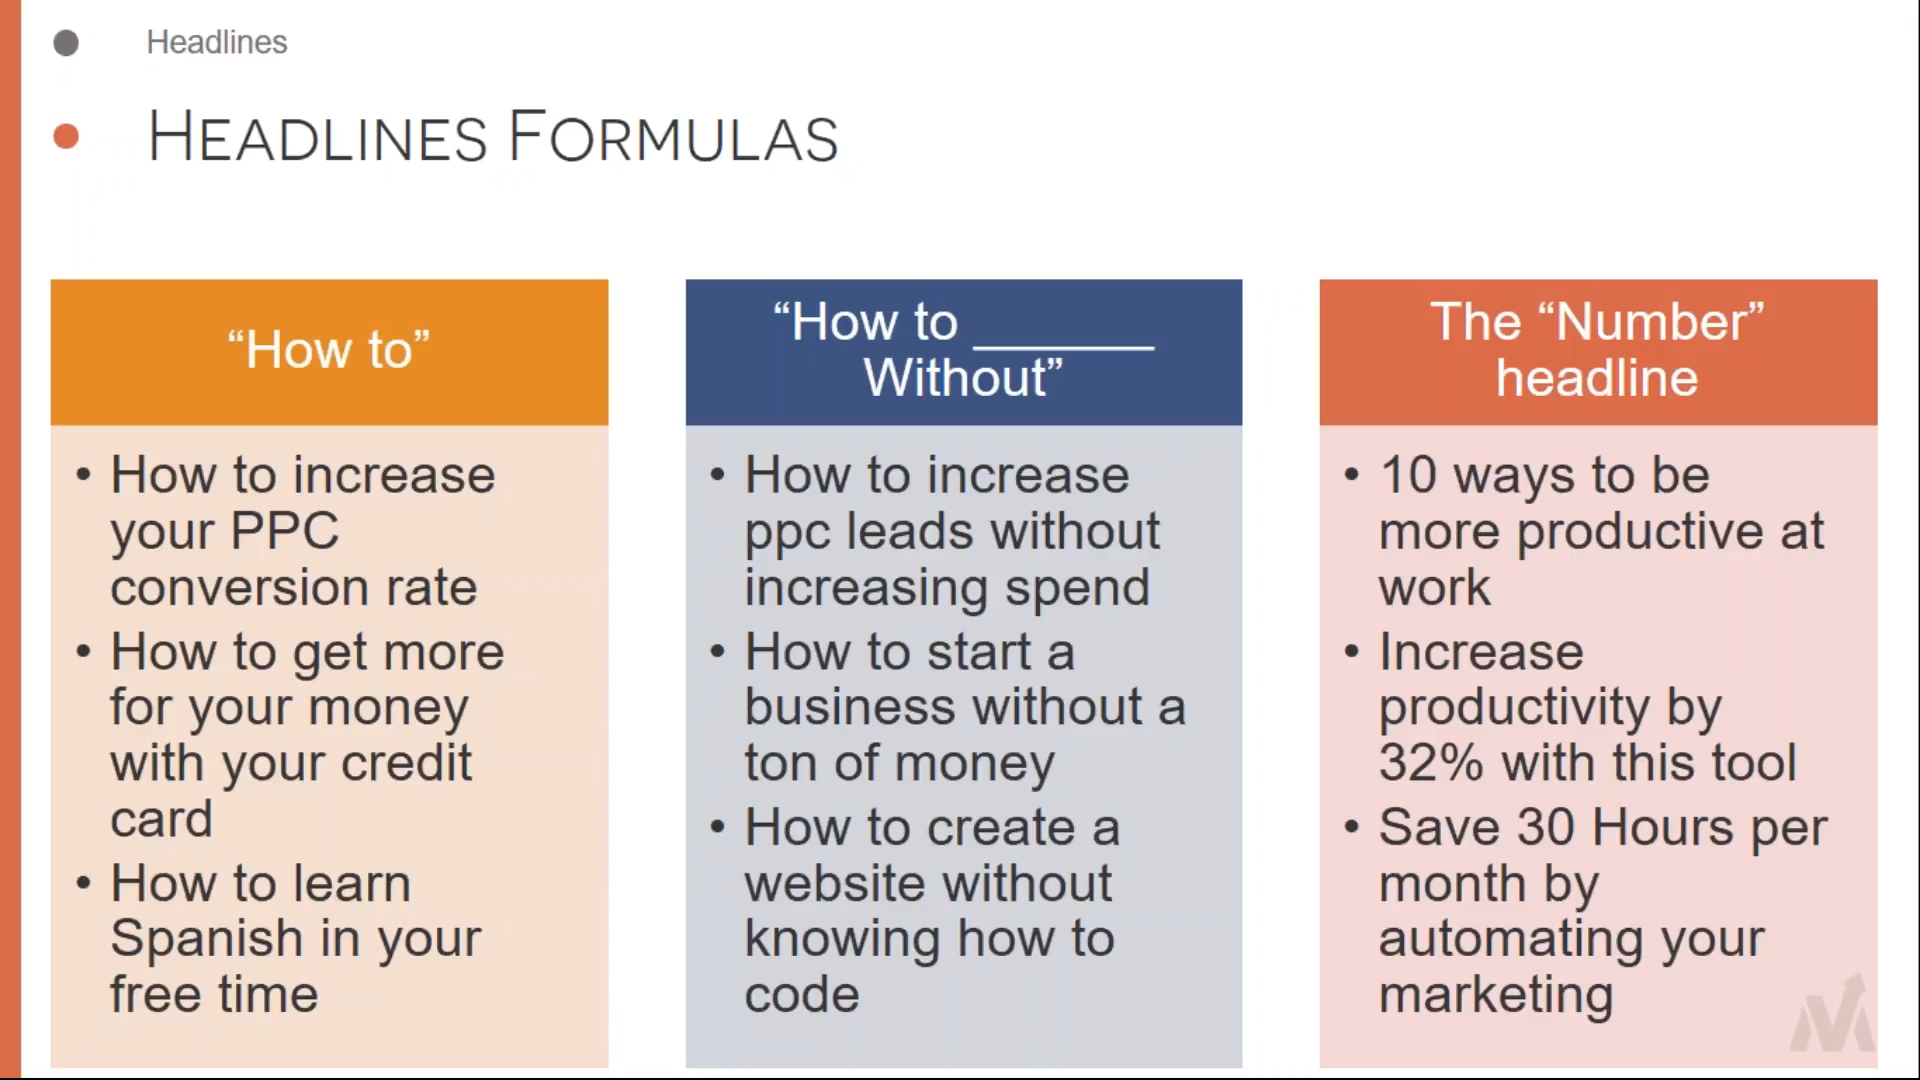 Headlines
Headlines Formulas
“How to”
• How to increase
your PPC
conversion rate
• How to get more
for your money
with your credit
card
• How to learn
Spanish in your
free time
“How to ______
Without”
• How to increase
ppc leads without
increasing spend
• How to start a
business without a
ton of money
• How to create a
website without
knowing how to
code
The “Number”
headline
• 10 ways to be
more productive at
work
• Increase
productivity by
32% with this tool
• Save 30 Hours per
month by
automating your
marketing